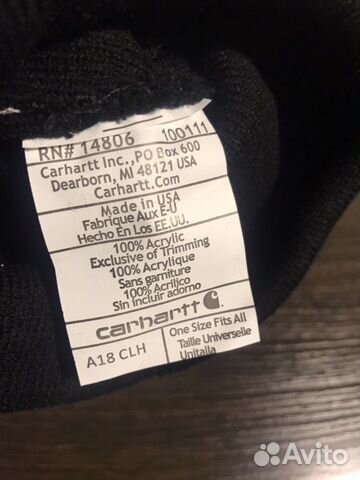 RN# 14806 100111
Carhartt Inc., PO Box 600
Dearborn, MI 48121 USA
Carhartt.Com
Made in USA
Fabrique Aux E-U
Hecho En Los EE.UU.
100% Acrylic
Exclusive of Trimming
100% Acrylique
Sans garniture
100% Acrilico
Sin incluir adorno
carhartt
A18 CLH
One Size Fits All
Taille Universelle
Unitalla
Avito